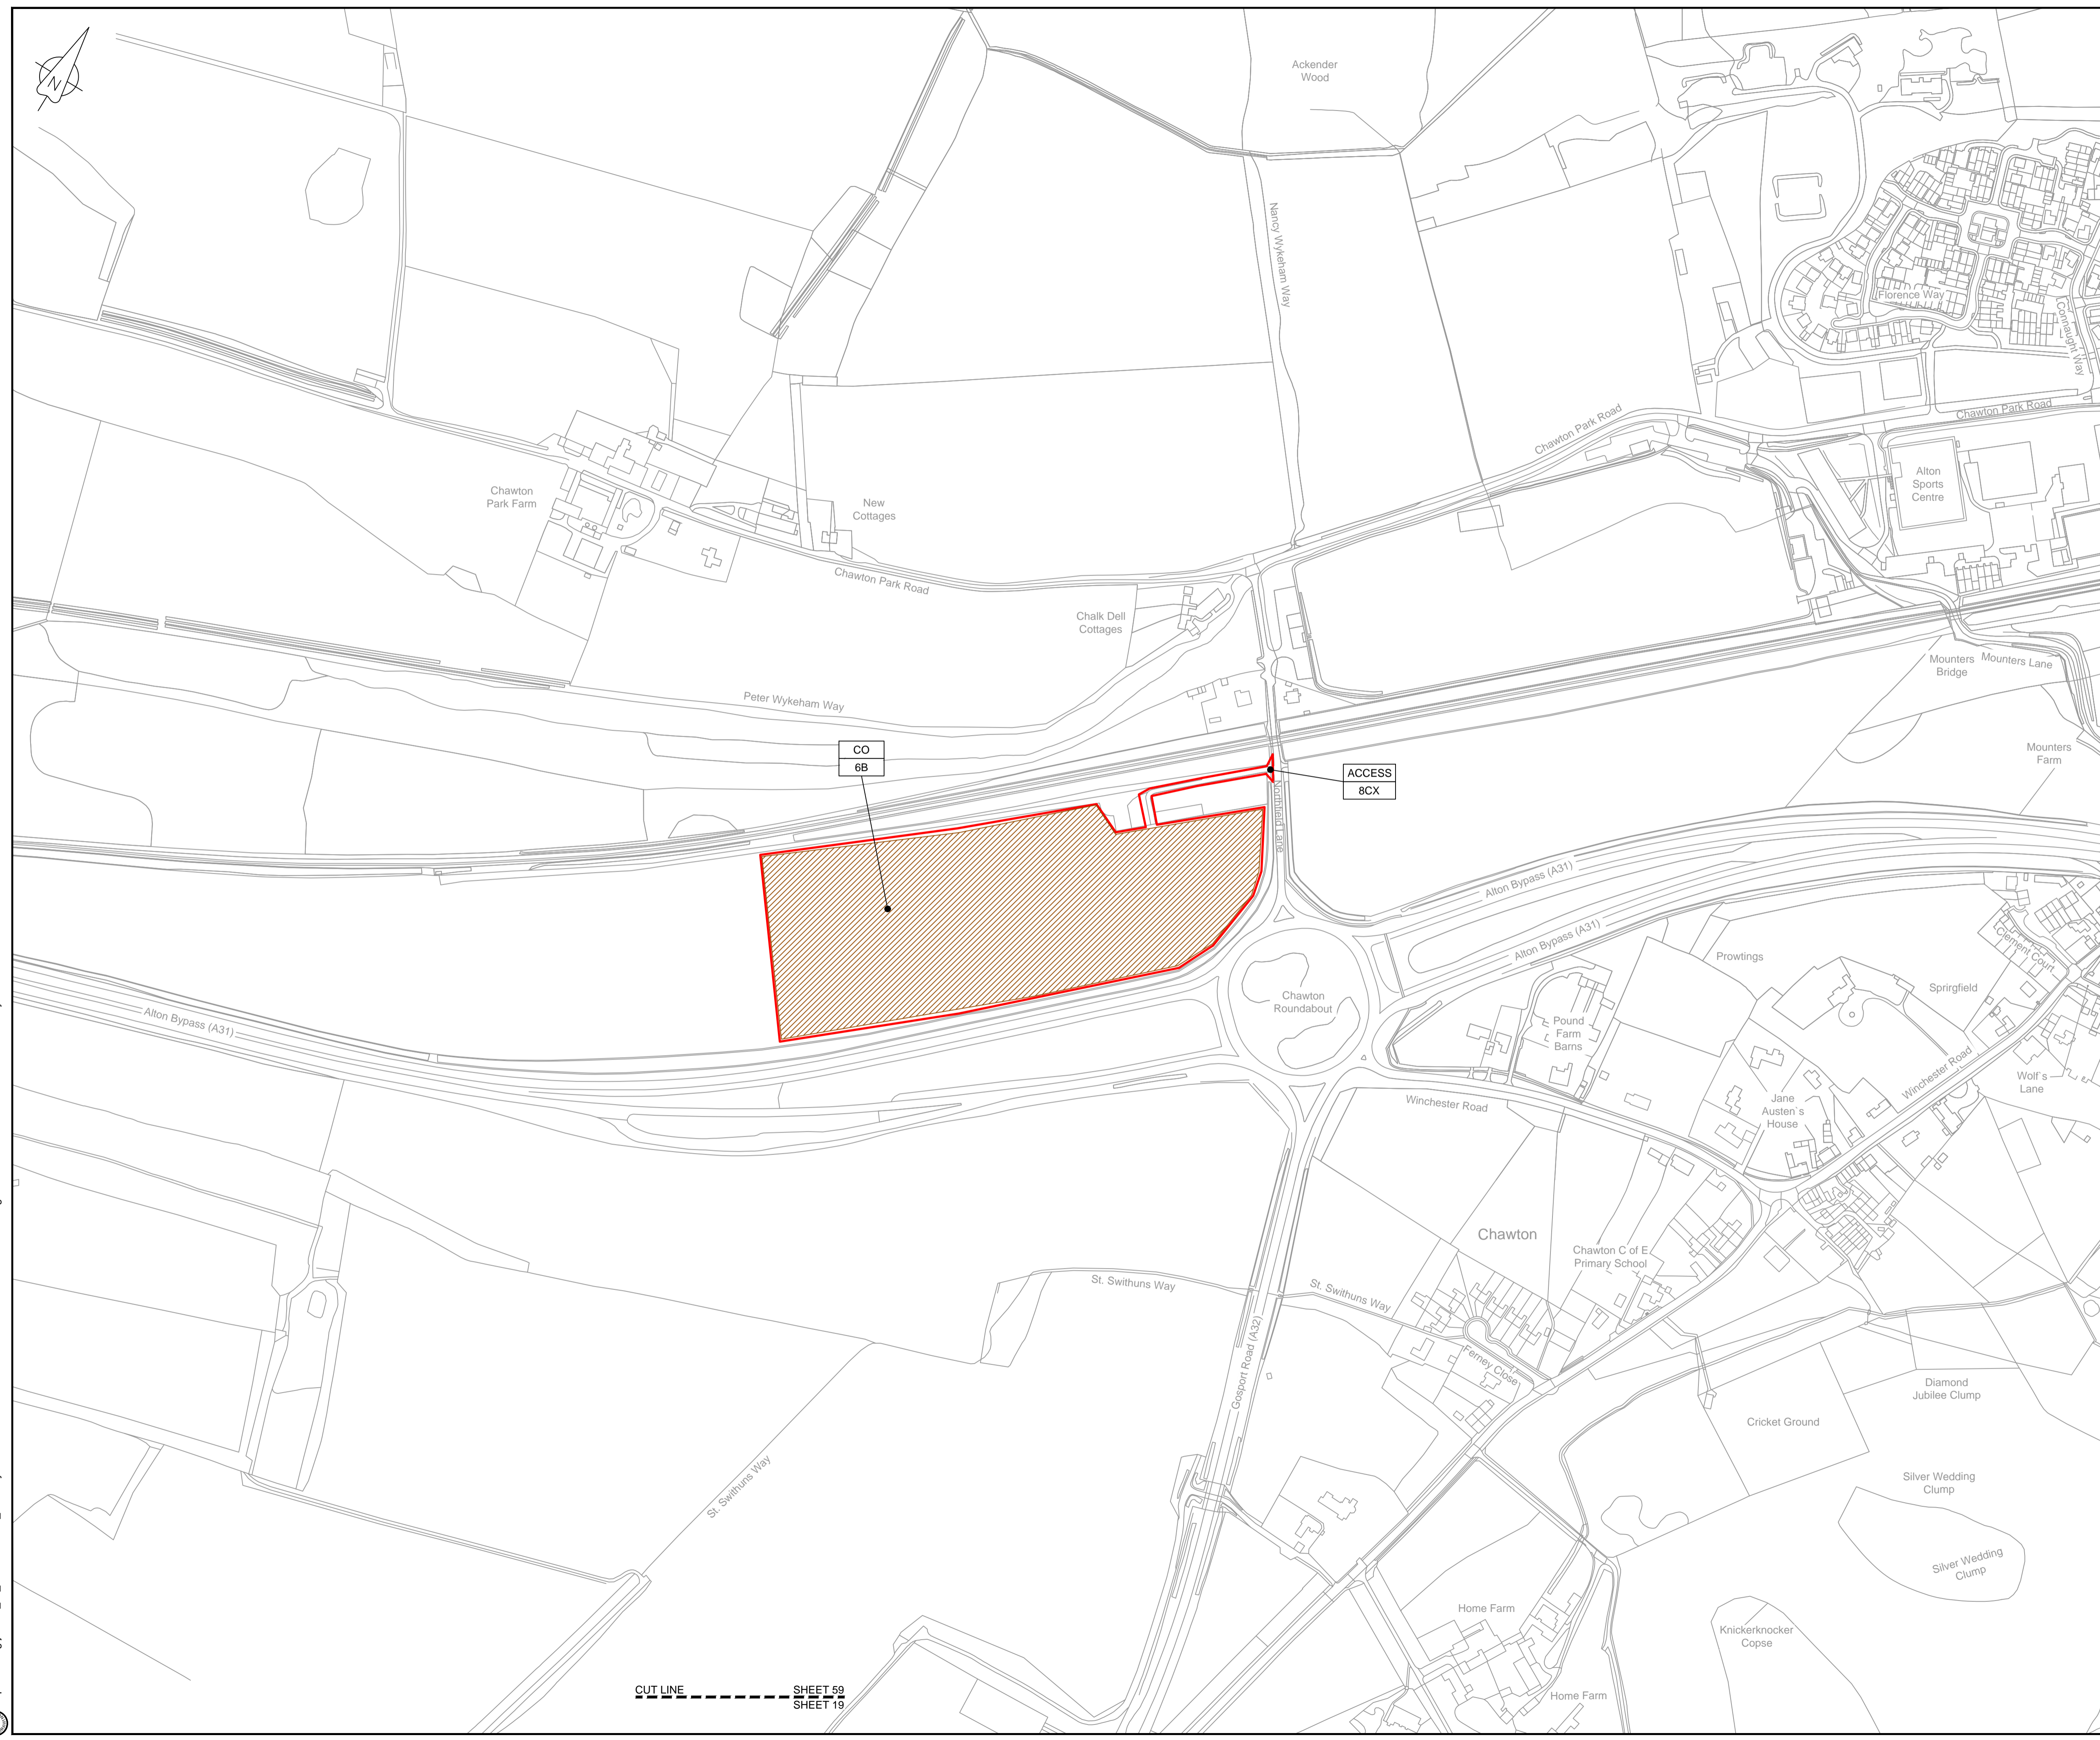 N
Ackender
Wood
Nancy Wykeham Way
Florence Way
Connaught Way
Chawton Park Road
Chawton Park Road
Alton
Sports
Centre
Chawton
Park Farm
New
Cottages
Chawton Park Road
Chalk Dell
Cottages
Mounters
Bridge
Mounters Lane
Peter Wykeham Way
CO
6B
ACCESS
8CX
Mounters
Farm
Northfield Lane
Alton Bypass (A31)
Alton Bypass (A31)
Prowtings
Clement Court
Sprirgfield
Chawton
Roundabout
Alton Bypass (A31)
Pound
Farm
Barns
Winchester Road
Wolf`s
Lane
Jane
Austen`s
House
Winchester Road
Chawton
Chawton C of E
Primary School
St. Swithuns Way
St. Swithuns Way
Gosport Road (A32)
Ferney Close
Diamond
Jubilee Clump
Cricket Ground
St. Swithuns Way
Silver Wedding
Clump
Silver Wedding
Clump
Home Farm
Knickerknocker
Copse
Home Farm
CUT LINE SHEET 59
SHEET 19